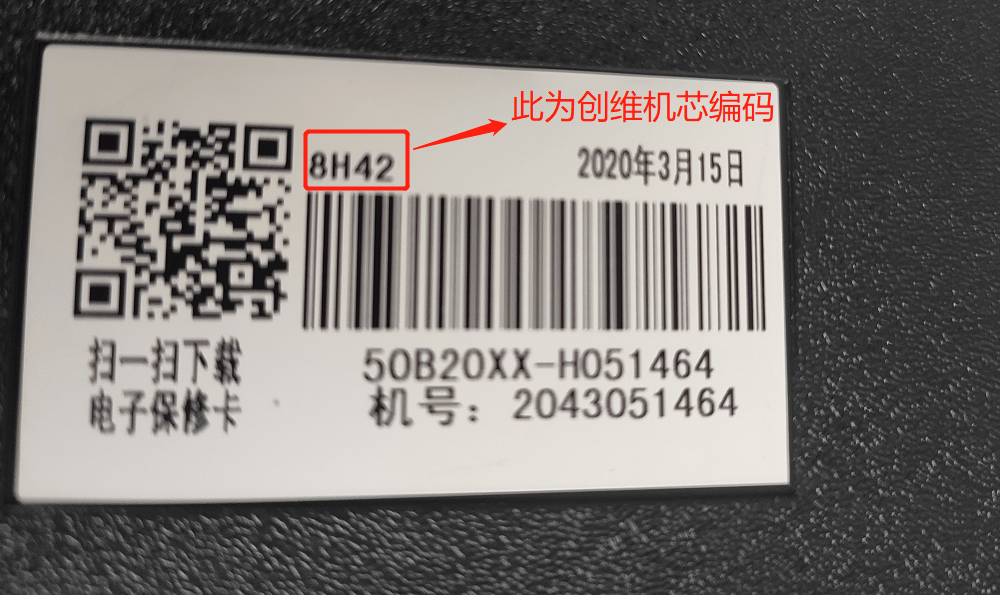 此为创维机芯编码
8H42
2020年3月15日
50B20XX-H051464
机号：2043051464
扫一扫下载
电子保修卡